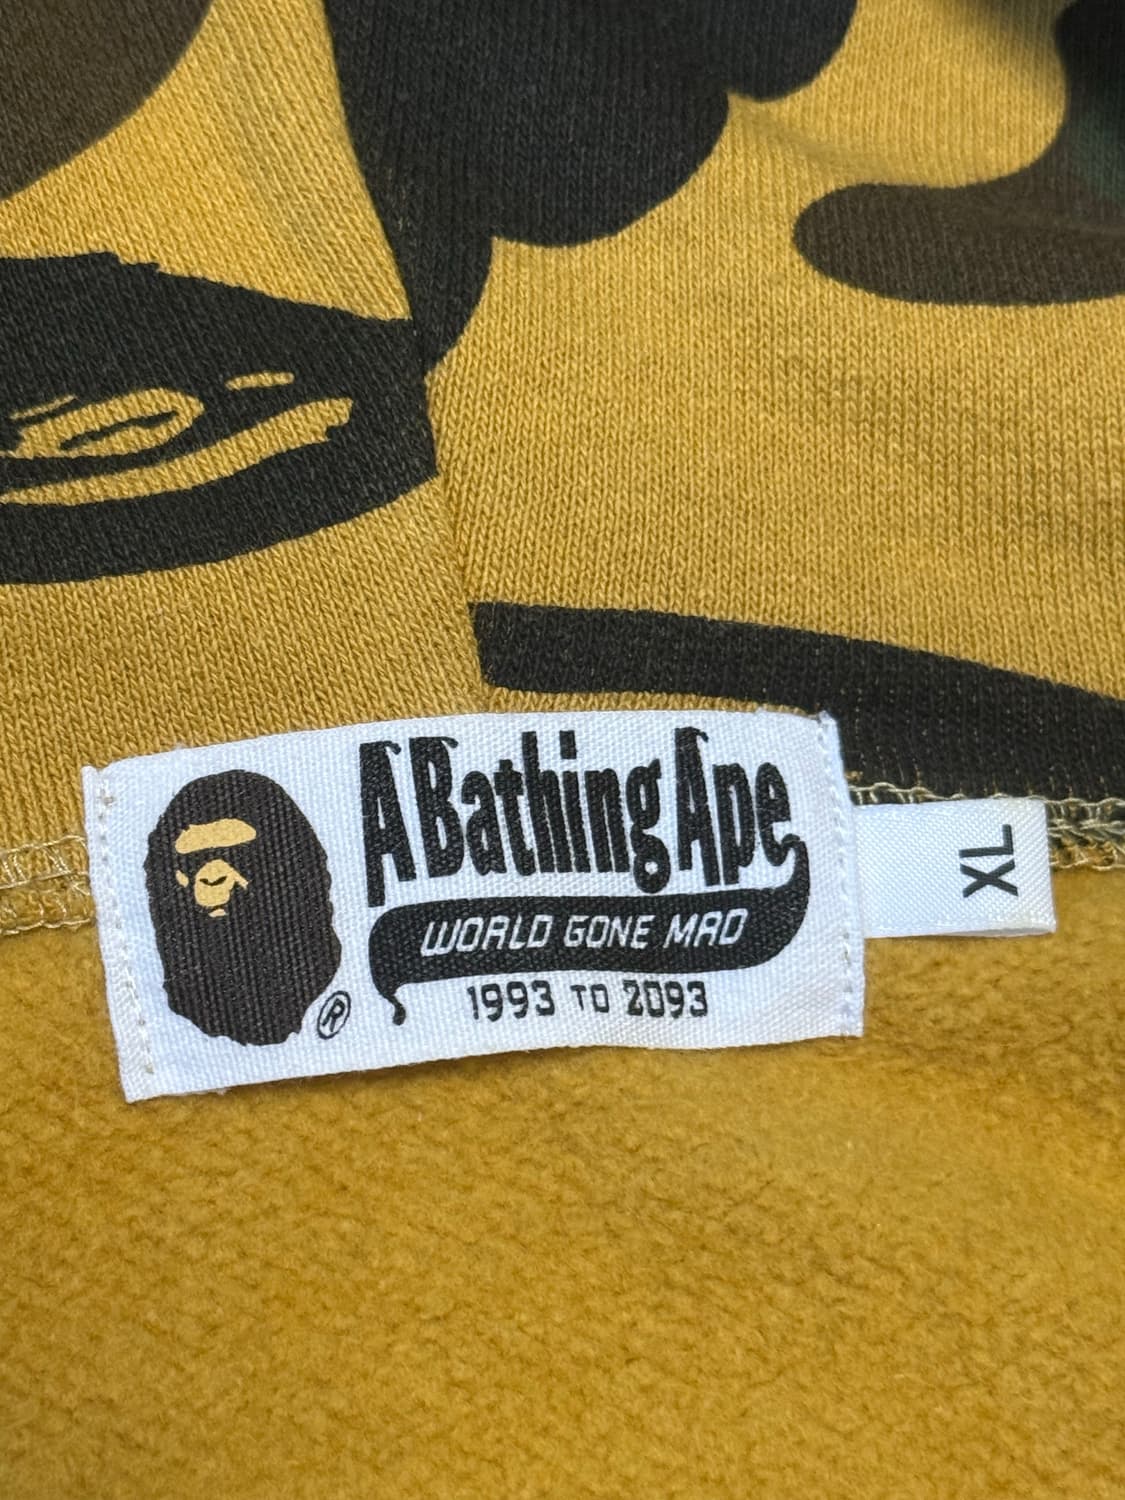 A Bathing Ape
WORLD GONE MAD
1993 TO 2093
®
XL